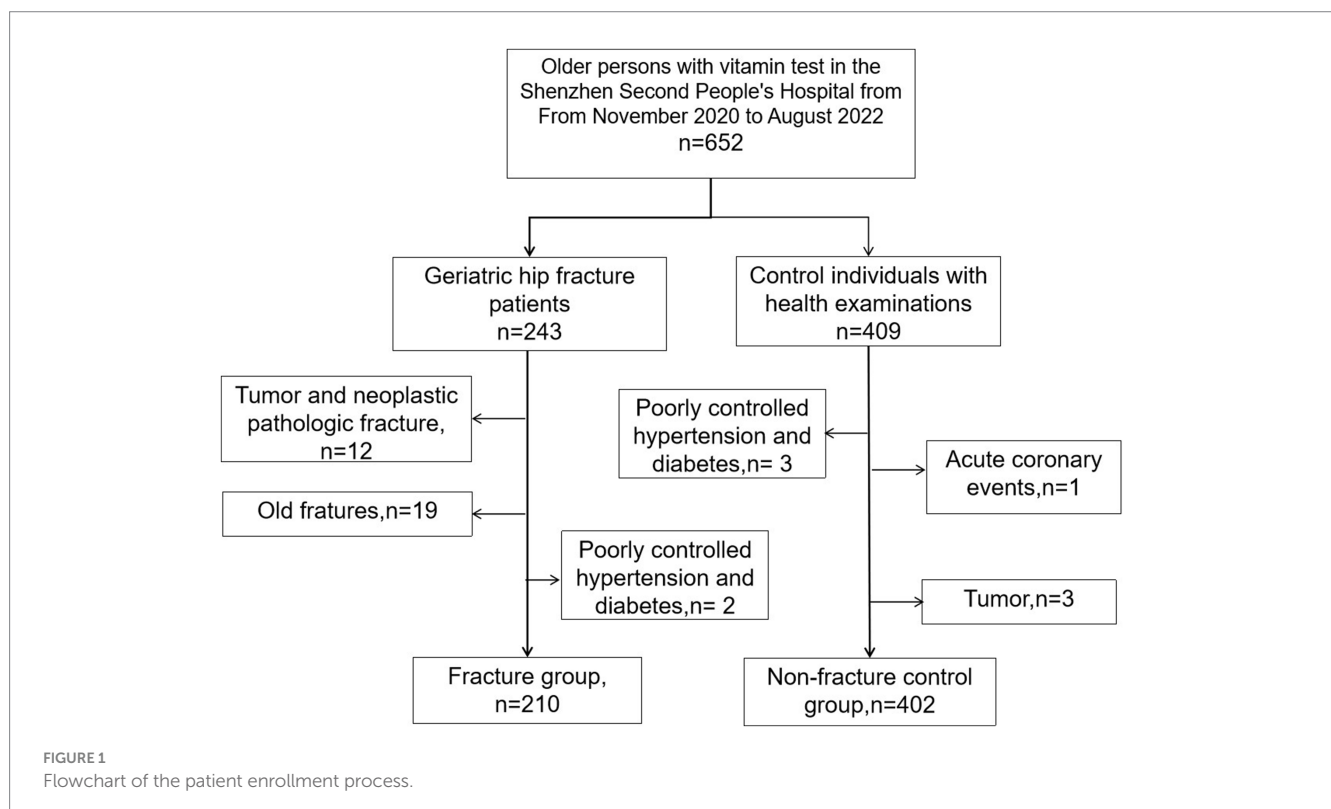 Older persons with vitamin test in the
Shenzhen Second People's Hospital from
From November 2020 to August 2022
n=652
Geriatric hip fracture
patients
n=243
Control individuals with
health examinations
n=409
Tumor and neoplastic
pathologic fracture,
n=12
Poorly controlled
hypertension and
diabetes,n= 3
Acute coronary
events,n=1
Old fratures,n=19
Poorly controlled
hypertension and
diabetes,n= 2
Tumor,n=3
Fracture group,
n=210
Non-fracture control
group,n=402
FIGURE 1
Flowchart of the patient enrollment process.